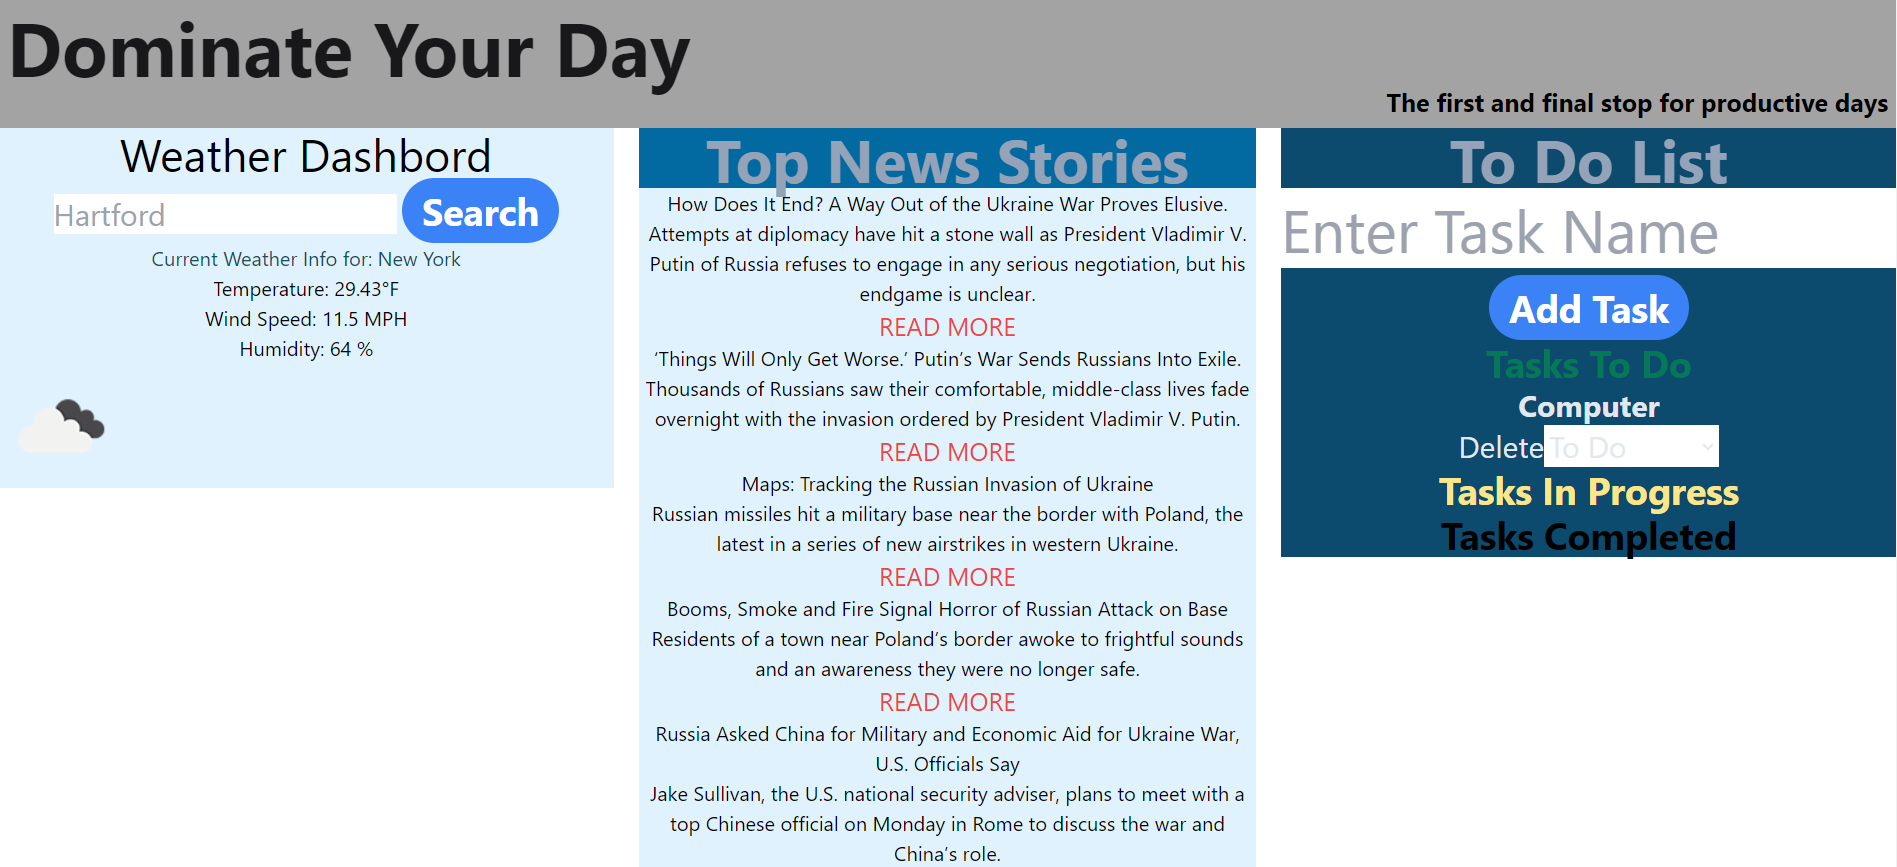 Dominate Your Day
The first and final stop for productive days
Weather Dashbord
Hartford
Search
Current Weather Info for: New York
Temperature: 29.43°F
Wind Speed: 11.5 MPH
Humidity: 64 %
Top News Stories
How Does It End? A Way Out of the Ukraine War Proves Elusive.
Attempts at diplomacy have hit a stone wall as President Vladimir V.
Putin of Russia refuses to engage in any serious negotiation, but his
endgame is unclear.
READ MORE
‘Things Will Only Get Worse.’ Putin’s War Sends Russians Into Exile.
Thousands of Russians saw their comfortable, middle-class lives fade
overnight with the invasion ordered by President Vladimir V. Putin.
READ MORE
Maps: Tracking the Russian Invasion of Ukraine
Russian missiles hit a military base near the border with Poland, the
latest in a series of new airstrikes in western Ukraine.
READ MORE
Booms, Smoke and Fire Signal Horror of Russian Attack on Base
Residents of a town near Poland’s border awoke to frightful sounds
and an awareness they were no longer safe.
READ MORE
Russia Asked China for Military and Economic Aid for Ukraine War,
U.S. Officials Say
Jake Sullivan, the U.S. national security adviser, plans to meet with a
top Chinese official on Monday in Rome to discuss the war and
China’s role.
To Do List
Enter Task Name
Add Task
Tasks To Do
Computer
Delete To Do
Tasks In Progress
Tasks Completed